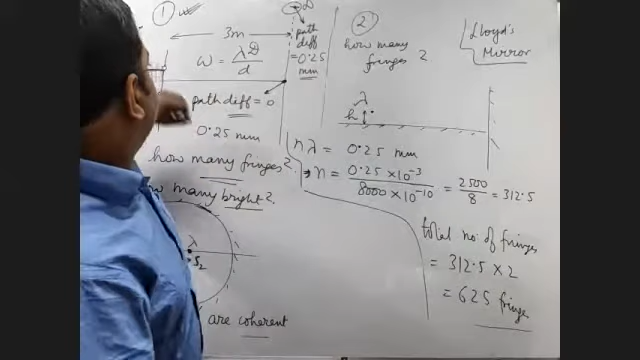 1
3m
ω = λD/d
path diff = 0
0.25 mm
how many fringes?
how many bright?
λ
S2
are coherent
path
diff
= 0.25
mm
2
how many
fringes ?
Lloyd's
Mirror
λ
h
nλ = 0.25 mm
→ n = 0.25 × 10⁻³ / 8000 × 10⁻¹⁰ = 2500/8 = 312.5
total no. of fringes
= 312.5 × 2
= 625 fringe